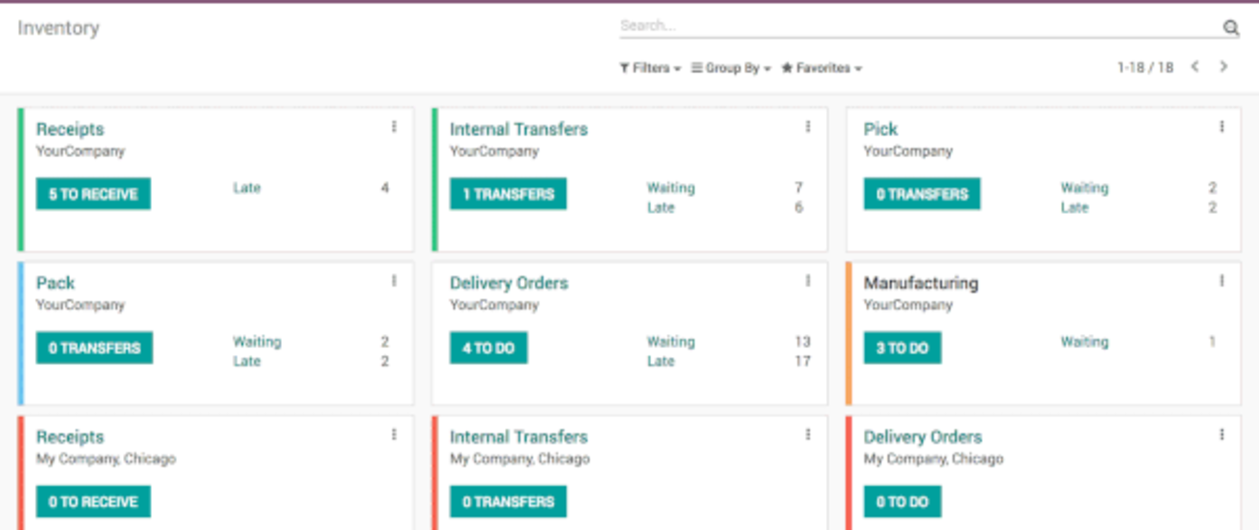 Inventory
Search...
Filters Group By Favorites 1-18 / 18
Receipts
YourCompany
5 TO RECEIVE
Late 4
Internal Transfers
YourCompany
1 TRANSFERS
Waiting 7
Late 6
Pick
YourCompany
0 TRANSFERS
Waiting 2
Late 2
Pack
YourCompany
0 TRANSFERS
Waiting 2
Late 2
Delivery Orders
YourCompany
4 TO DO
Waiting 13
Late 17
Manufacturing
YourCompany
3 TO DO
Waiting 1
Receipts
My Company, Chicago
0 TO RECEIVE
Internal Transfers
My Company, Chicago
0 TRANSFERS
Delivery Orders
My Company, Chicago
0 TO DO